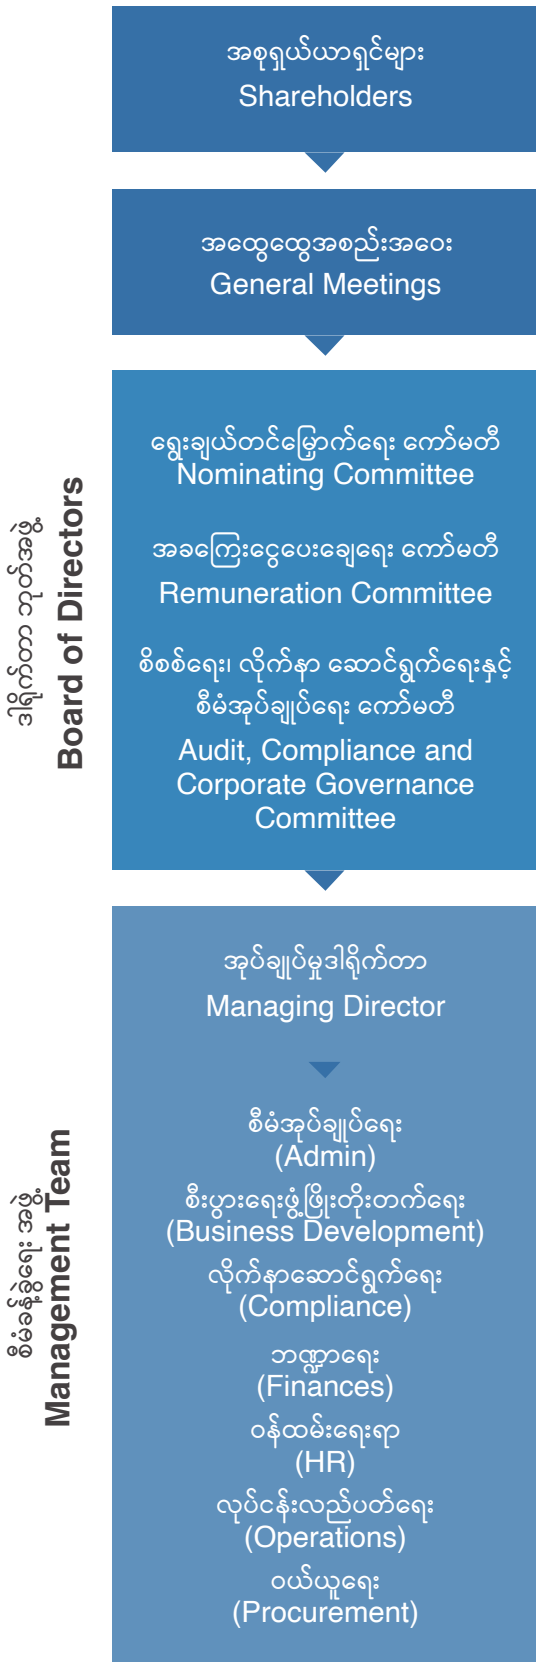 အစုရှယ်ယာရှင်များ
Shareholders
အထွေထွေအစည်းအဝေး
General Meetings
ဒါရိုက်တာ ဘုတ်အဖွဲ့
Board of Directors
ရွေးချယ်တင်မြှောက်ရေး ကော်မတီ
Nominating Committee
အခကြေးငွေပေးချေရေး ကော်မတီ
Remuneration Committee
စိစစ်ရေး၊ လိုက်နာ ဆောင်ရွက်ရေးနှင့်
စီမံအုပ်ချုပ်ရေး ကော်မတီ
Audit, Compliance and
Corporate Governance
Committee
စီမံခန့်ခွဲရေး အဖွဲ့
Management Team
အုပ်ချုပ်မှုဒါရိုက်တာ
Managing Director
စီမံအုပ်ချုပ်ရေး
(Admin)
စီးပွားရေးဖွံ့ဖြိုးတိုးတက်ရေး
(Business Development)
လိုက်နာဆောင်ရွက်ရေး
(Compliance)
ဘဏ္ဍာရေး
(Finances)
ဝန်ထမ်းရေးရာ
(HR)
လုပ်ငန်းလည်ပတ်ရေး
(Operations)
ဝယ်ယူရေး
(Procurement)